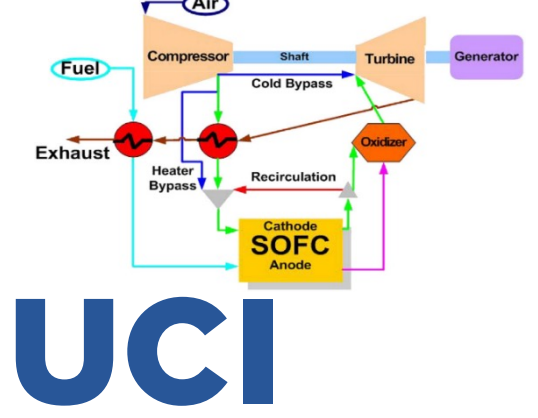 Air
Compressor
Shaft
Turbine
Generator
Fuel
Cold Bypass
Exhaust
Oxidizer
Heater
Bypass
Recirculation
Cathode
SOFC
Anode
UCI